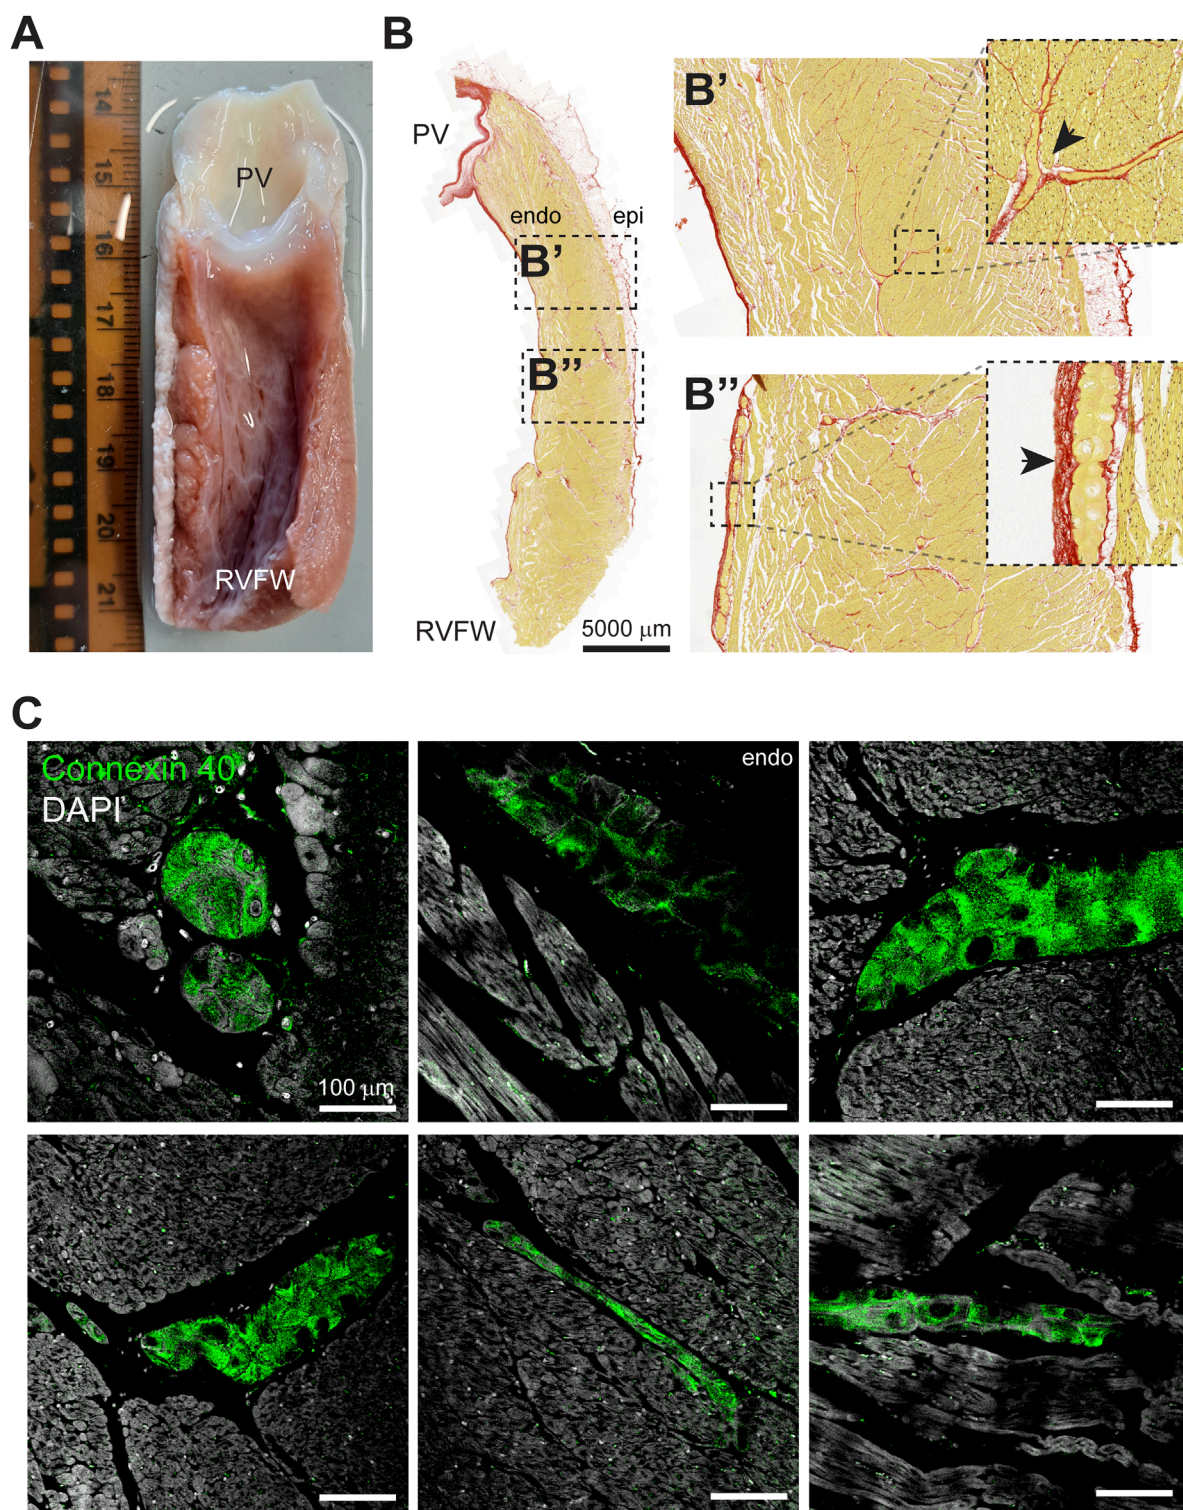 A
14
15
16
17
18
19
20
21
PV
RVFW
B
PV
endo
epi
B’
B’’
RVFW
5000 µm
B’
B’’
C
Connexin 40
DAPI
100 µm
endo